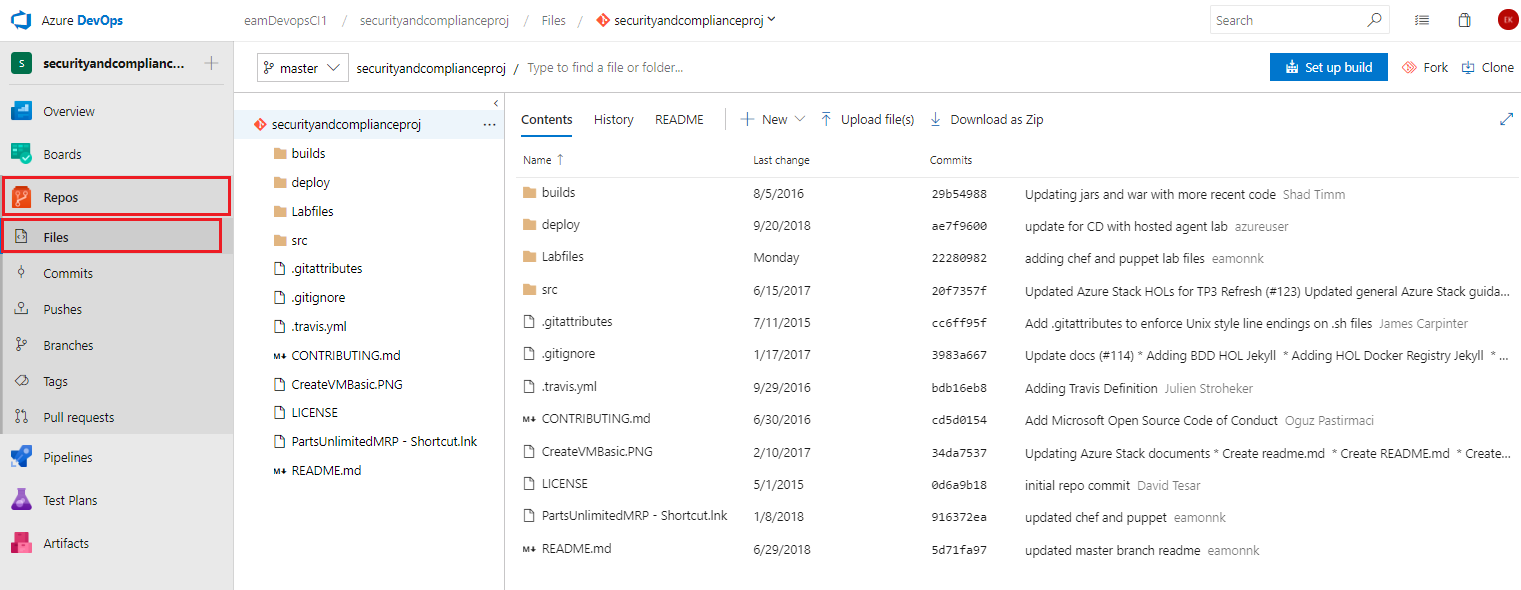 Azure DevOps
eamDevopsCI1 / securityandcomplianceproj / Files / securityandcomplianceproj
Search
EK
S securityandcomplianc...
Overview
Boards
Repos
Files
Commits
Pushes
Branches
Tags
Pull requests
Pipelines
Test Plans
Artifacts
master securityandcomplianceproj / Type to find a file or folder...
Set up build Fork Clone
securityandcomplianceproj ...
builds
deploy
Labfiles
src
.gitattributes
.gitignore
.travis.yml
M↓ CONTRIBUTING.md
CreateVMBasic.PNG
LICENSE
PartsUnlimitedMRP - Shortcut.lnk
M↓ README.md
Contents History README New Upload file(s) Download as Zip
Name ↑ Last change Commits
builds 8/5/2016 29b54988 Updating jars and war with more recent code Shad Timm
deploy 9/20/2018 ae7f9600 update for CD with hosted agent lab azureuser
Labfiles Monday 22280982 adding chef and puppet lab files eamonnk
src 6/15/2017 20f7357f Updated Azure Stack HOLs for TP3 Refresh (#123) Updated general Azure Stack guida...
.gitattributes 7/11/2015 cc6ff95f Add .gitattributes to enforce Unix style line endings on .sh files James Carpinter
.gitignore 1/17/2017 3983a667 Update docs (#114) * Adding BDD HOL Jekyll * Adding HOL Docker Registry Jekyll * ...
.travis.yml 9/29/2016 bdb16eb8 Adding Travis Definition Julien Stroheker
M↓ CONTRIBUTING.md 6/30/2016 cd5d0154 Add Microsoft Open Source Code of Conduct Oguz Pastirmaci
CreateVMBasic.PNG 2/10/2017 34da7537 Updating Azure Stack documents * Create readme.md * Create README.md * Create...
LICENSE 5/1/2015 0d6a9b18 initial repo commit David Tesar
PartsUnlimitedMRP - Shortcut.lnk 1/8/2018 916372ea updated chef and puppet eamonnk
M↓ README.md 6/29/2018 5d71fa97 updated master branch readme eamonnk